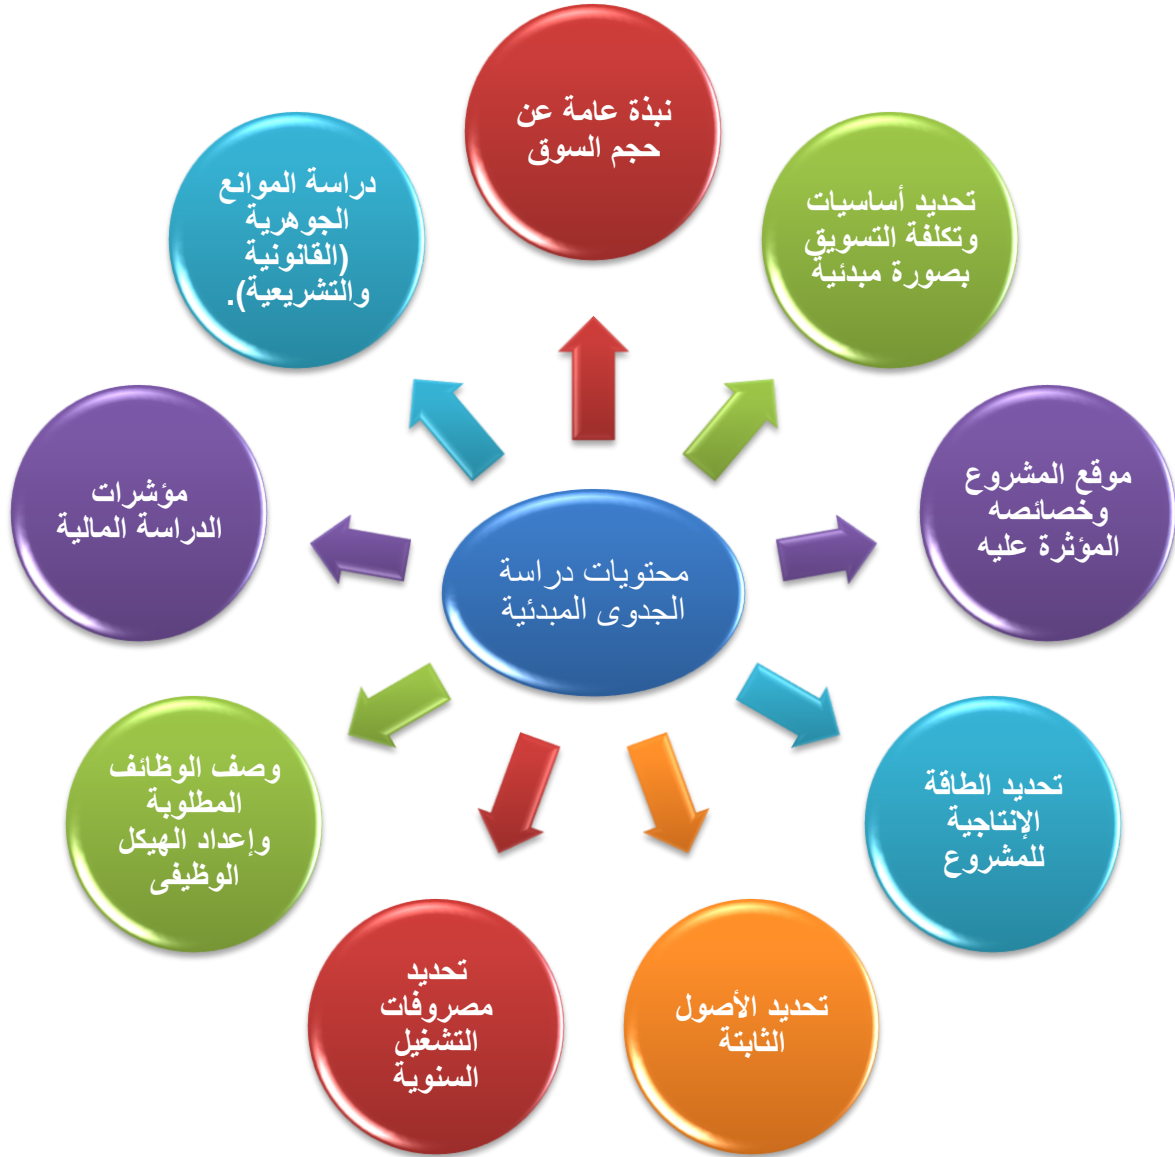 نبذة عامة عن
حجم السوق
تحديد أساسيات
وتكلفة التسويق
بصورة مبدئية
موقع المشروع
وخصائصه
المؤثرة عليه
تحديد الطاقة
الإنتاجية
للمشروع
تحديد الأصول
الثابتة
تحديد
مصروفات
التشغيل
السنوية
وصف الوظائف
المطلوبة
وإعداد الهيكل
الوظيفى
مؤشرات
الدراسة المالية
دراسة الموانع
الجوهرية
(القانونية
والتشريعية).
محتويات دراسة
الجدوى المبدئية